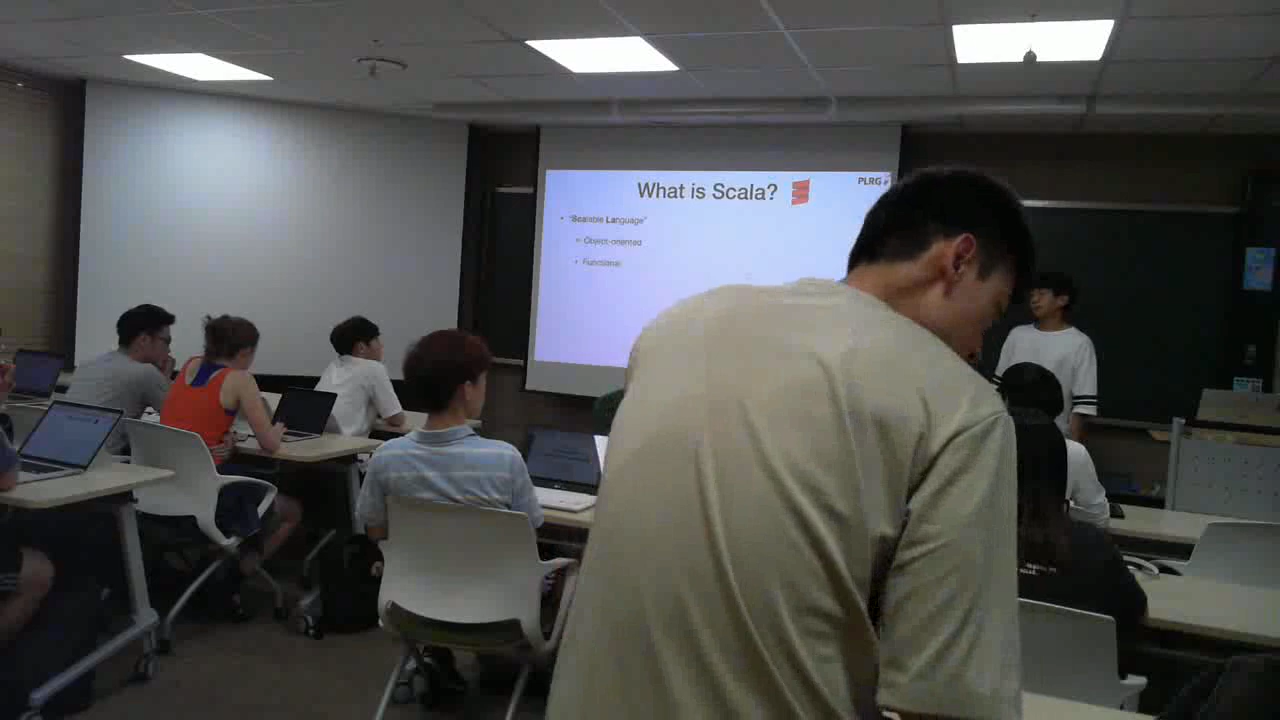 What is Scala?
PLRG
• "Scalable Language"
• Object-oriented
• Functional